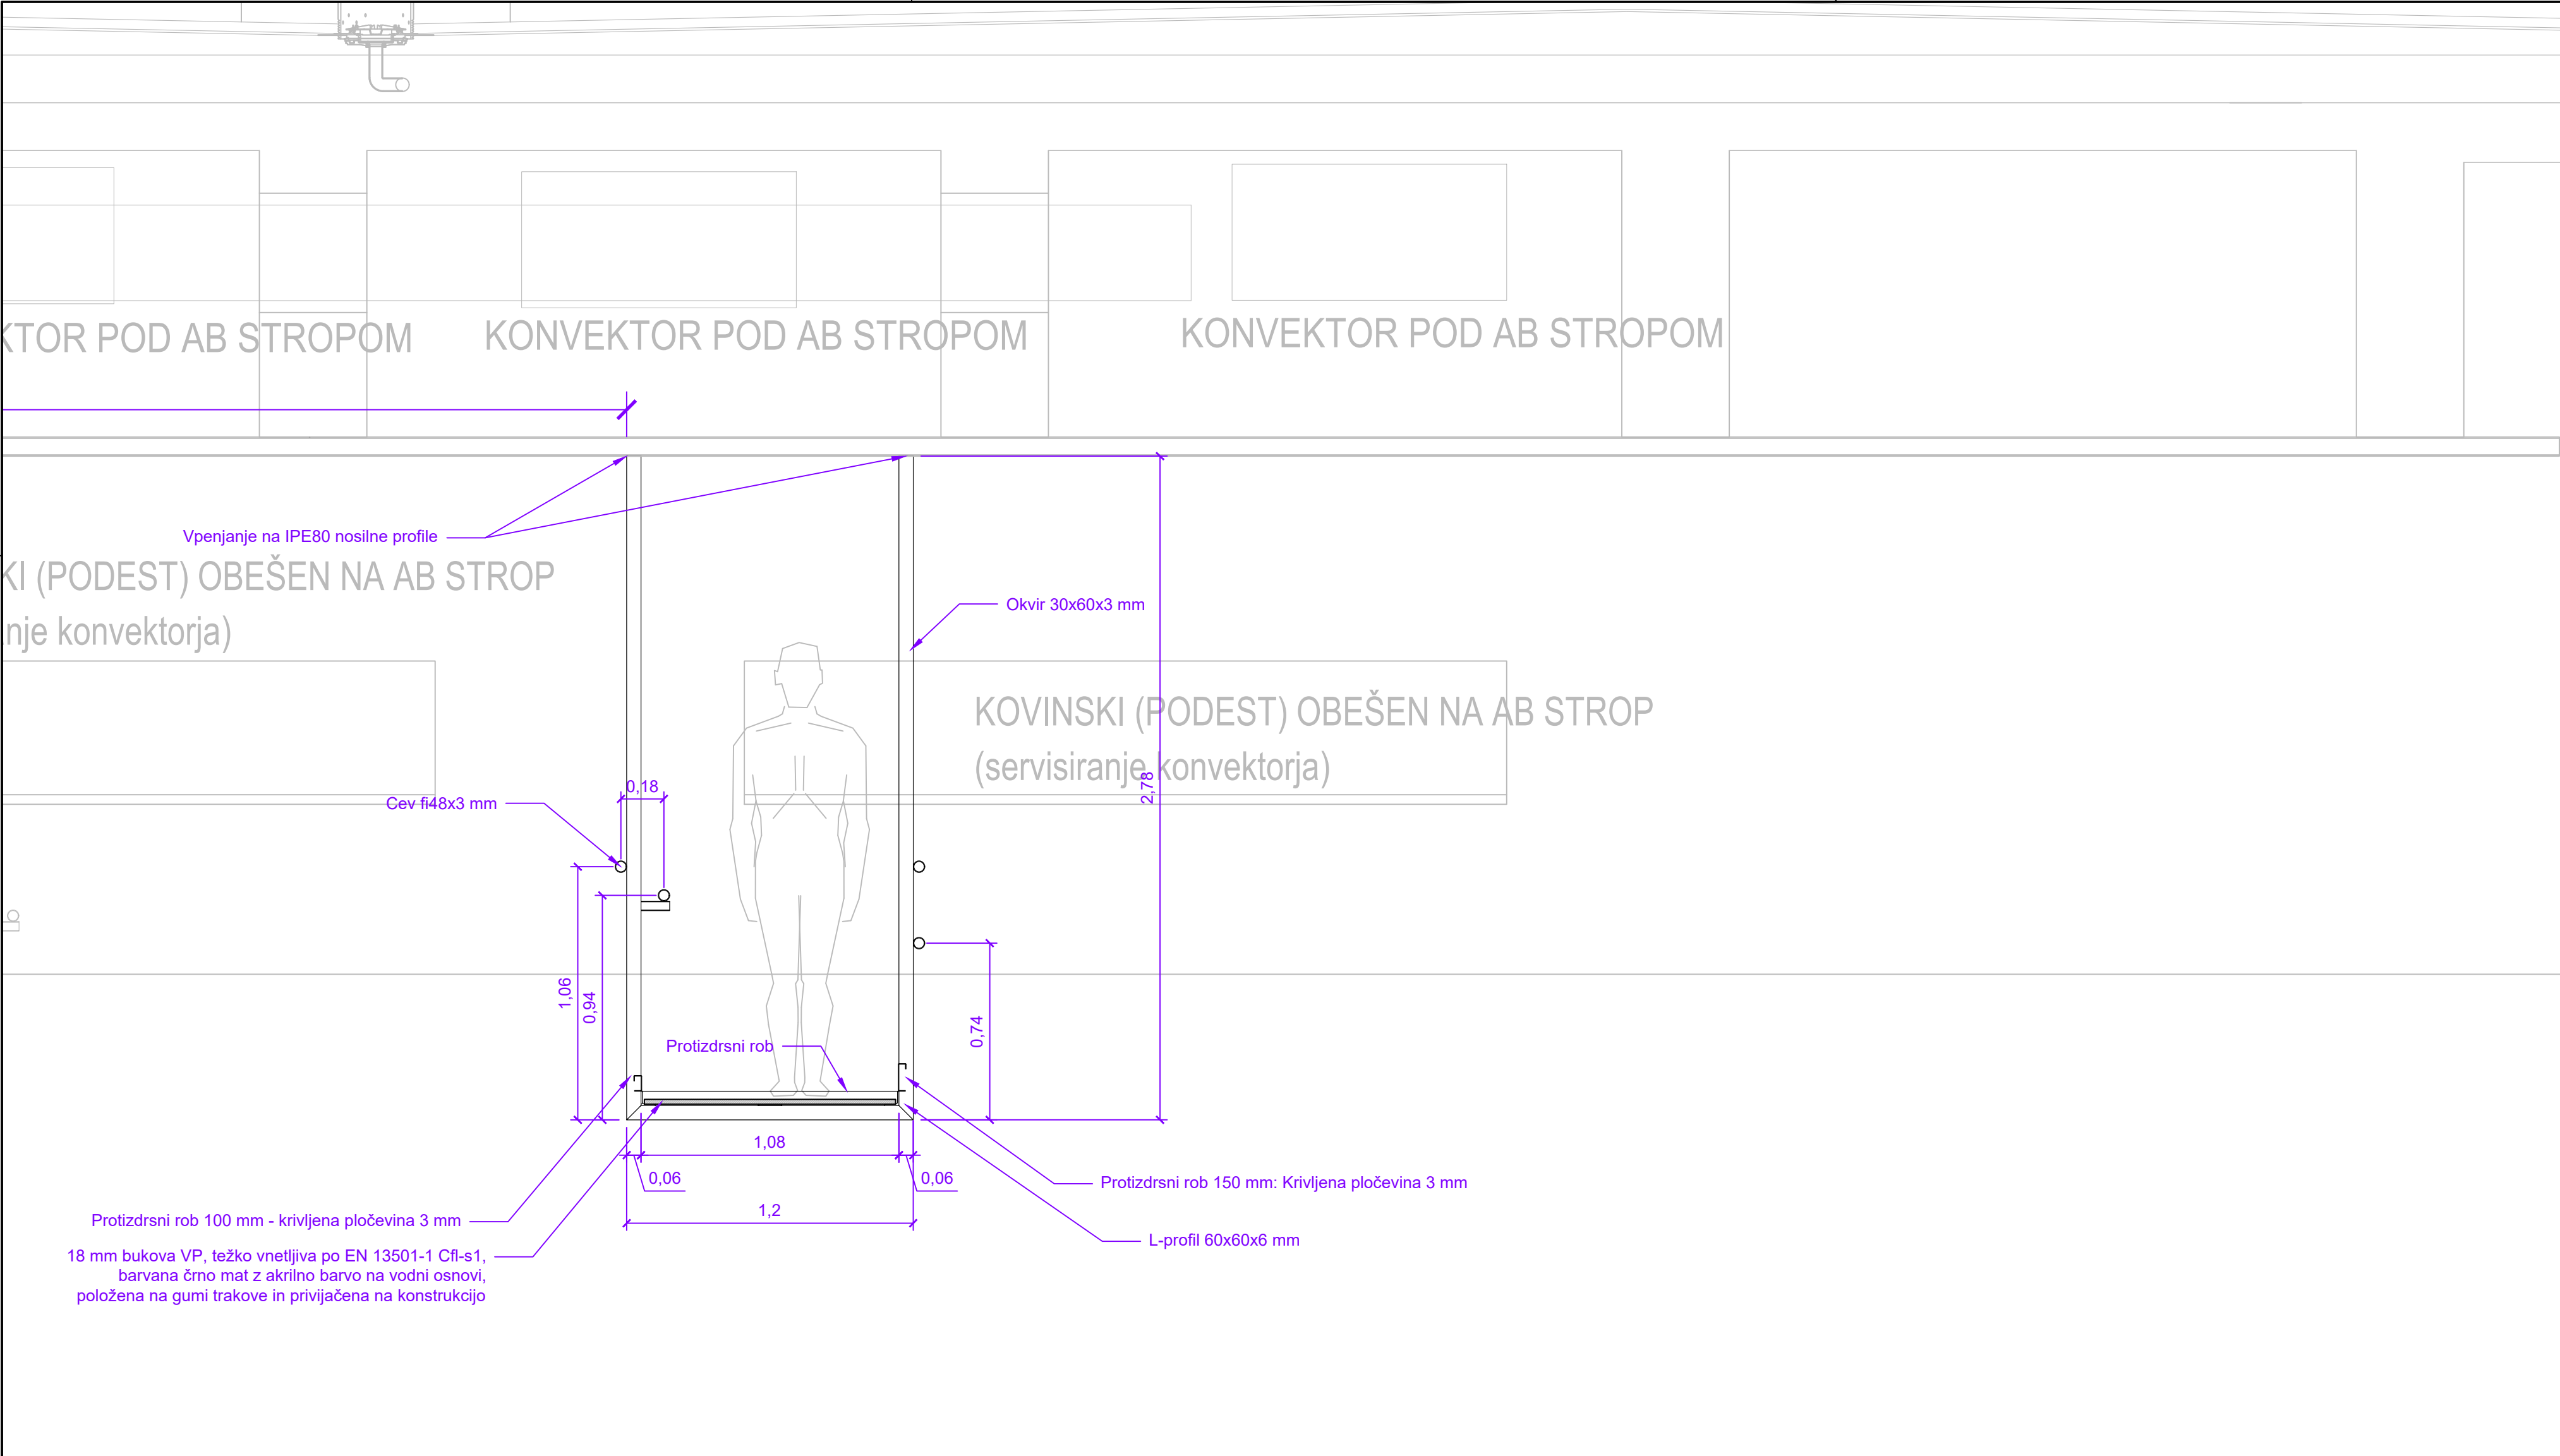 KTOR POD AB STROPOM
KONVEKTOR POD AB STROPOM
KONVEKTOR POD AB STROPOM
Vpenjanje na IPE80 nosilne profile
KI (PODEST) OBEŠEN NA AB STROP
nje konvektorja)
Okvir 30x60x3 mm
KOVINSKI (PODEST) OBEŠEN NA AB STROP
(servisiranje konvektorja)
2,78
0,18
Cev fi48x3 mm
1,06
0,94
0,74
Protizdrsni rob
1,08
0,06
0,06
1,2
Protizdrsni rob 150 mm: Krivljena pločevina 3 mm
L-profil 60x60x6 mm
Protizdrsni rob 100 mm - krivljena pločevina 3 mm
18 mm bukova VP, težko vnetljiva po EN 13501-1 Cfl-s1,
barvana črno mat z akrilno barvo na vodni osnovi,
položena na gumi trakove in privijačena na konstrukcijo